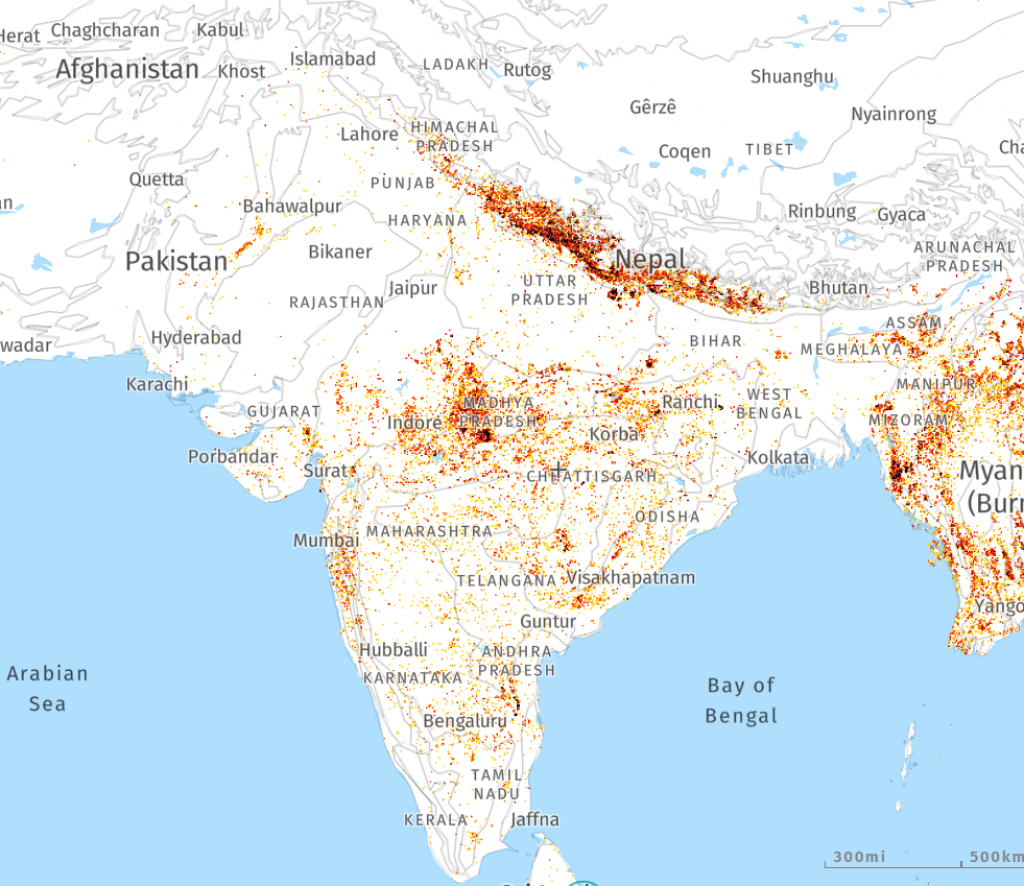 Herat
Chaghcharan
Kabul
Islamabad
LADAKH
Rutog
Afghanistan
Khost
Shuanghu
Gêrzê
Nyainrong
Lahore
HIMACHAL
PRADESH
Coqen
TIBET
Quetta
PUNJAB
Bahawalpur
HARYANA
Rinbung
Gyaca
Pakistan
Bikaner
Nepal
ARUNACHAL
PRADESH
Jaipur
UTTAR
PRADESH
Bhutan
RAJASTHAN
Hyderabad
BIHAR
ASSAM
MEGHALAYA
wadar
Karachi
MANIPUR
GUJARAT
MADHYA
PRADESH
Ranchi
WEST
BENGAL
Indore
Korba
MIZORAM
Porbandar
Surat
CHHATTISGARH
Kolkata
Myan
(Burr
ODISHA
Mumbai
MAHARASHTRA
TELANGANA
Visakhapatnam
Yango
Guntur
Hubballi
ANDHRA
PRADESH
KARNATAKA
Arabian
Sea
Bay of
Bengal
Bengaluru
TAMIL
NADU
KERALA
Jaffna
300mi
500km